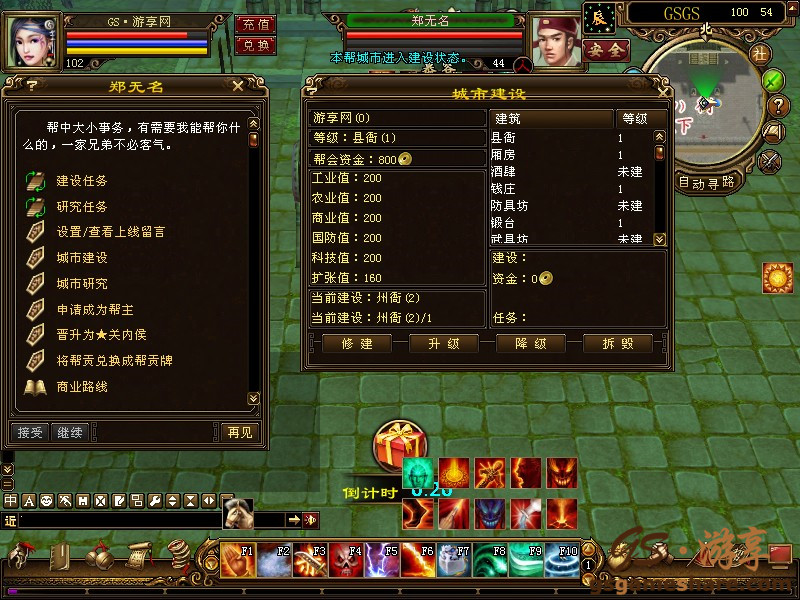 GS·游享网
102
充值
兑换
郑无名
本帮城市进入建设状态。
44
辰
安全
GSGS 100 54
北
社
自动寻路
郑无名
帮中大小事务，有需要我能帮你什
么的，一家兄弟不必客气。
建设任务
研究任务
设置/查看上线留言
城市建设
城市研究
申请成为帮主
晋升为★关内侯
将帮贡兑换成帮贡牌
商业路线
接受 继续 再见
城市建设
游享网(0)
等级：县衙(1)
帮会资金：800
工业值：200
农业值：200
商业值：200
国防值：200
科技值：200
扩张值：160
当前建设：州衙(2)
当前建设：州衙(2)/1
建筑 等级
县衙 1
厢房 1
酒肆 未建
钱庄 1
防具坊 未建
锻台 1
武具坊 未建
建设：
资金：0
任务：
修建 升级 降级 拆毁
倒计时 0:20
中 A
近
F1 F2 F3 F4 F5 F6 F7 F8 F9 F10
1
GS·游享